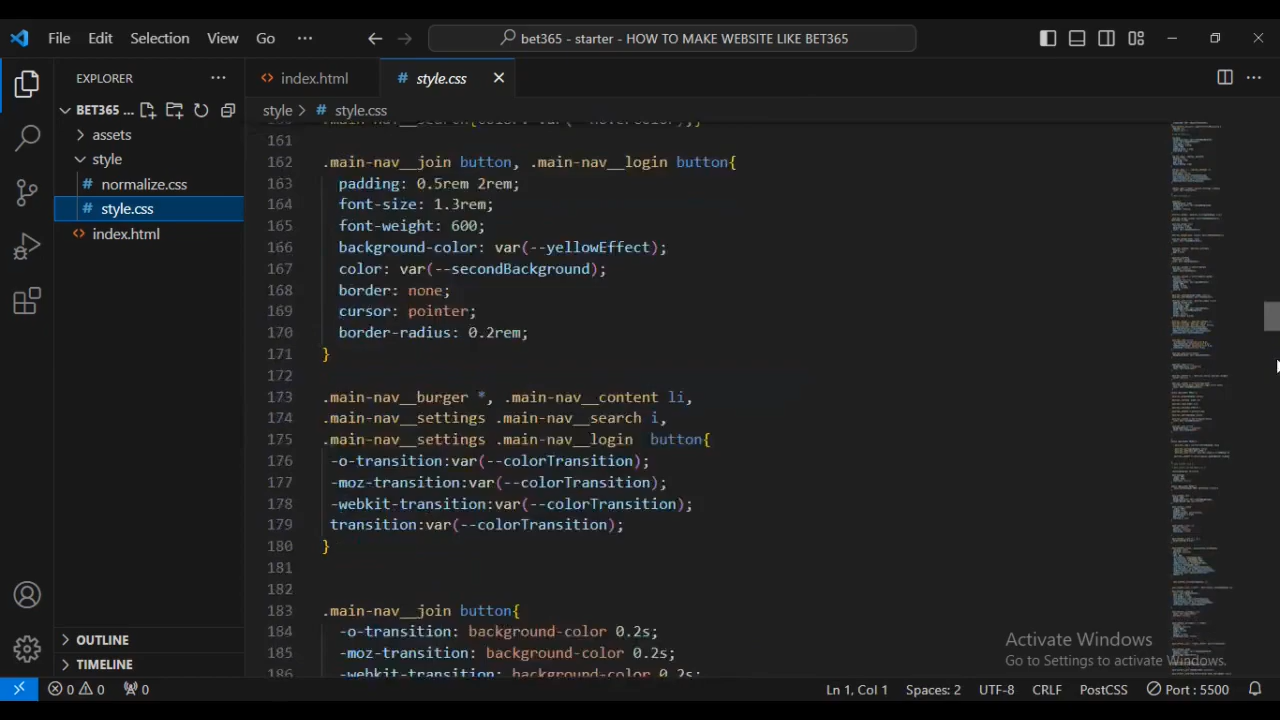 File Edit Selection View Go ··· bet365 - starter - HOW TO MAKE WEBSITE LIKE BET365
EXPLORER ···
index.html
style.css
BET365 ...
assets
style
normalize.css
style.css
index.html
OUTLINE
TIMELINE
style > style.css
161
162 .main-nav__join button, .main-nav__login button{
163 padding: 0.5rem 2rem;
164 font-size: 1.3rem;
165 font-weight: 600;
166 background-color: var(--yellowEffect);
167 color: var(--secondBackground);
168 border: none;
169 cursor: pointer;
170 border-radius: 0.2rem;
171 }
172
173 .main-nav__burger *, .main-nav__content li,
174 .main-nav__settings .main-nav__search i,
175 .main-nav__settings .main-nav__login button{
176 -o-transition:var(--colorTransition);
177 -moz-transition:var(--colorTransition);
178 -webkit-transition:var(--colorTransition);
179 transition:var(--colorTransition);
180 }
181
182
183 .main-nav__join button{
184 -o-transition: background-color 0.2s;
185 -moz-transition: background-color 0.2s;
186 -webkit-transition: background-color 0.2s;
Activate Windows
Go to Settings to activate Windows.
0 0 0 Ln 1, Col 1 Spaces: 2 UTF-8 CRLF PostCSS Port : 5500